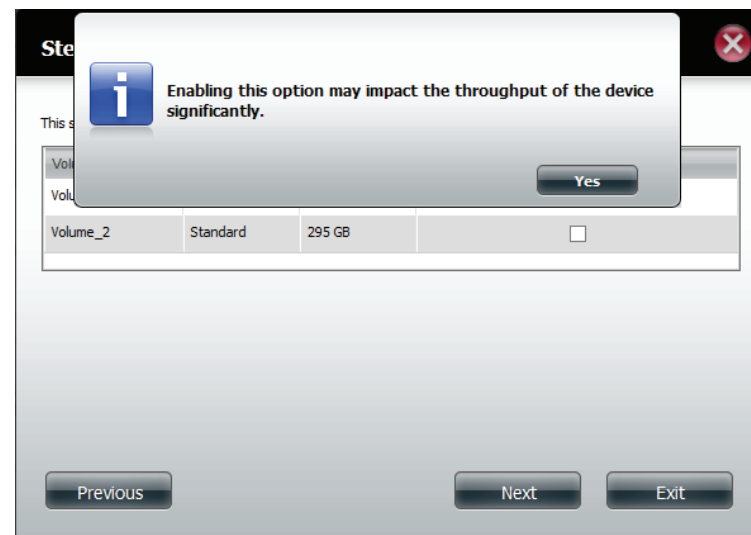 Ste
Enabling this option may impact the throughput of the device
significantly.
Yes
This s
Volu
Volu
Volume_2 Standard 295 GB
Previous Next Exit